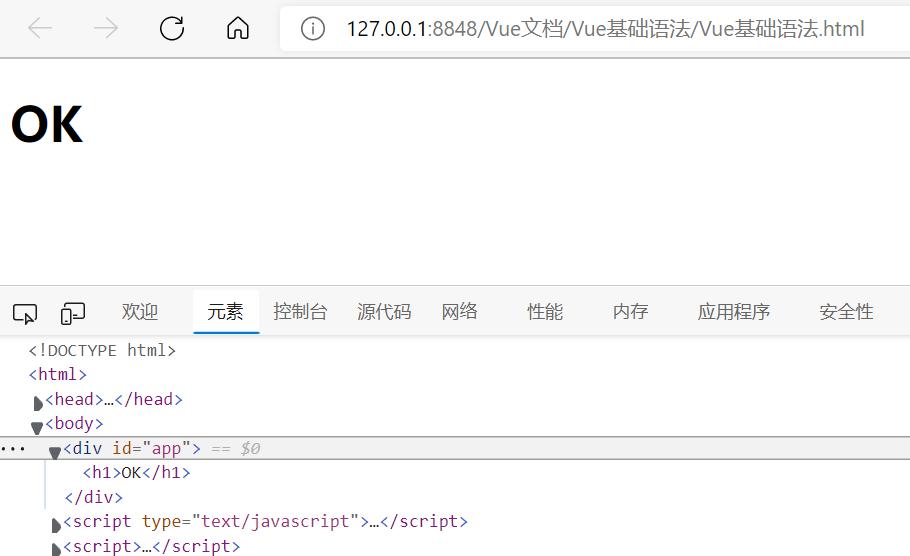 127.0.0.1:8848/Vue文档/Vue基础语法/Vue基础语法.html
OK
欢迎 元素 控制台 源代码 网络 性能 内存 应用程序 安全性
<!DOCTYPE html>
<html>
<head>…</head>
<body>
··· <div id="app"> == $0
<h1>OK</h1>
</div>
<script type="text/javascript">…</script>
<script>…</script>